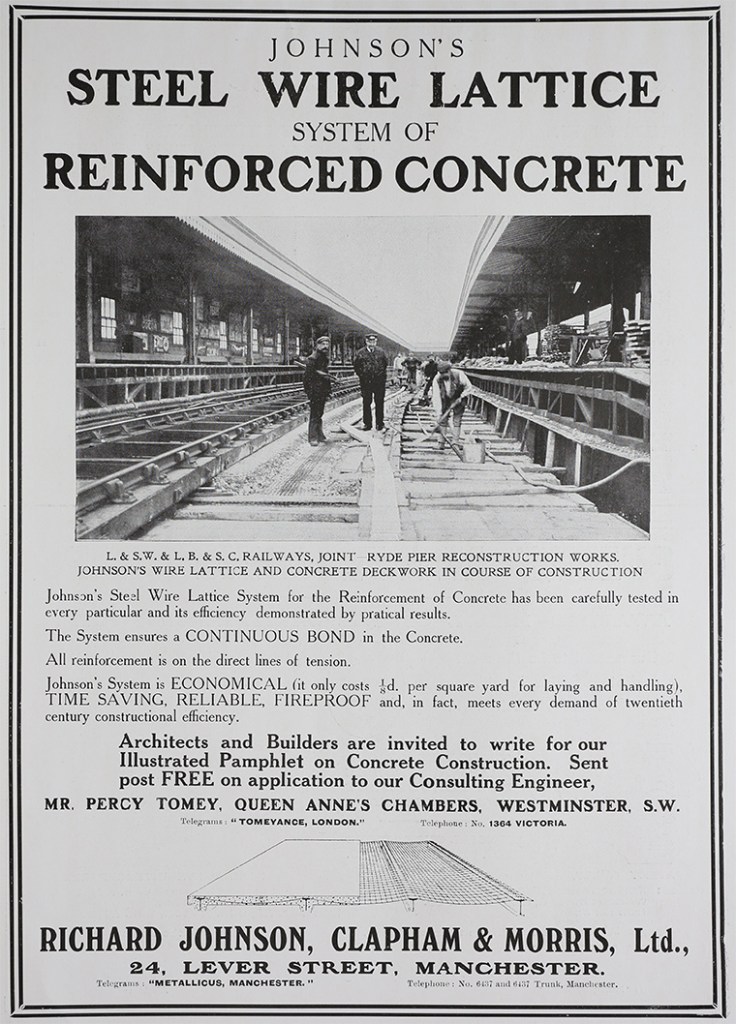 JOHNSON'S
STEEL WIRE LATTICE
SYSTEM OF
REINFORCED CONCRETE
L. & S.W. & L. B. & S. C. RAILWAYS, JOINT RYDE PIER RECONSTRUCTION WORKS.
JOHNSON'S WIRE LATTICE AND CONCRETE DECKWORK IN COURSE OF CONSTRUCTION
Johnson's Steel Wire Lattice System for the Reinforcement of Concrete has been carefully tested in
every particular and its efficiency demonstrated by pratical results.
The System ensures a CONTINUOUS BOND in the Concrete.
All reinforcement is on the direct lines of tension.
Johnson's System is ECONOMICAL (it only costs ⅛d. per square yard for laying and handling),
TIME SAVING, RELIABLE, FIREPROOF and, in fact, meets every demand of twentieth
century constructional efficiency.
Architects and Builders are invited to write for our
Illustrated Pamphlet on Concrete Construction. Sent
post FREE on application to our Consulting Engineer,
MR. PERCY TOMEY, QUEEN ANNE'S CHAMBERS, WESTMINSTER, S.W.
Telegrams: "TOMEYANCE, LONDON." Telephone: No. 1364 VICTORIA.
RICHARD JOHNSON, CLAPHAM & MORRIS, Ltd.,
24, LEVER STREET, MANCHESTER.
Telegrams: "METALLICUS, MANCHESTER." Telephone: No. 6437 and 6437 Trunk, Manchester.